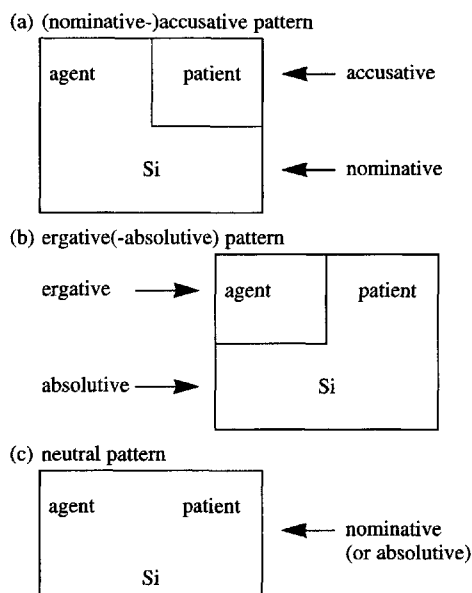 (a) (nominative-)accusative pattern
agent patient accusative
Si nominative
(b) ergative(-absolutive) pattern
ergative agent patient
absolutive Si
(c) neutral pattern
agent patient
nominative
(or absolutive)
Si